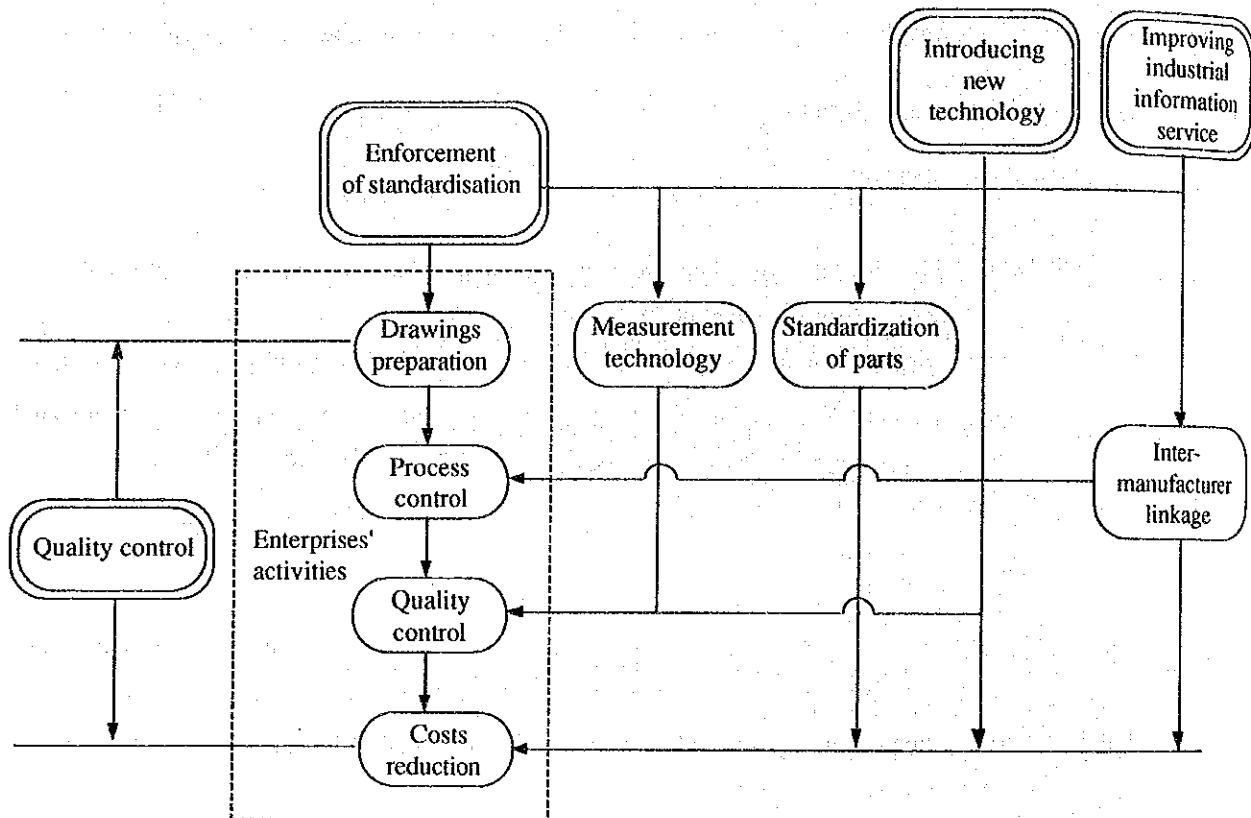 Introducing
new
technology
Improving
industrial
information
service
Enforcement
of standardisation
Drawings
preparation
Measurement
technology
Standardization
of parts
Process
control
Inter-
manufacturer
linkage
Quality control
Enterprises'
activities
Quality
control
Costs
reduction